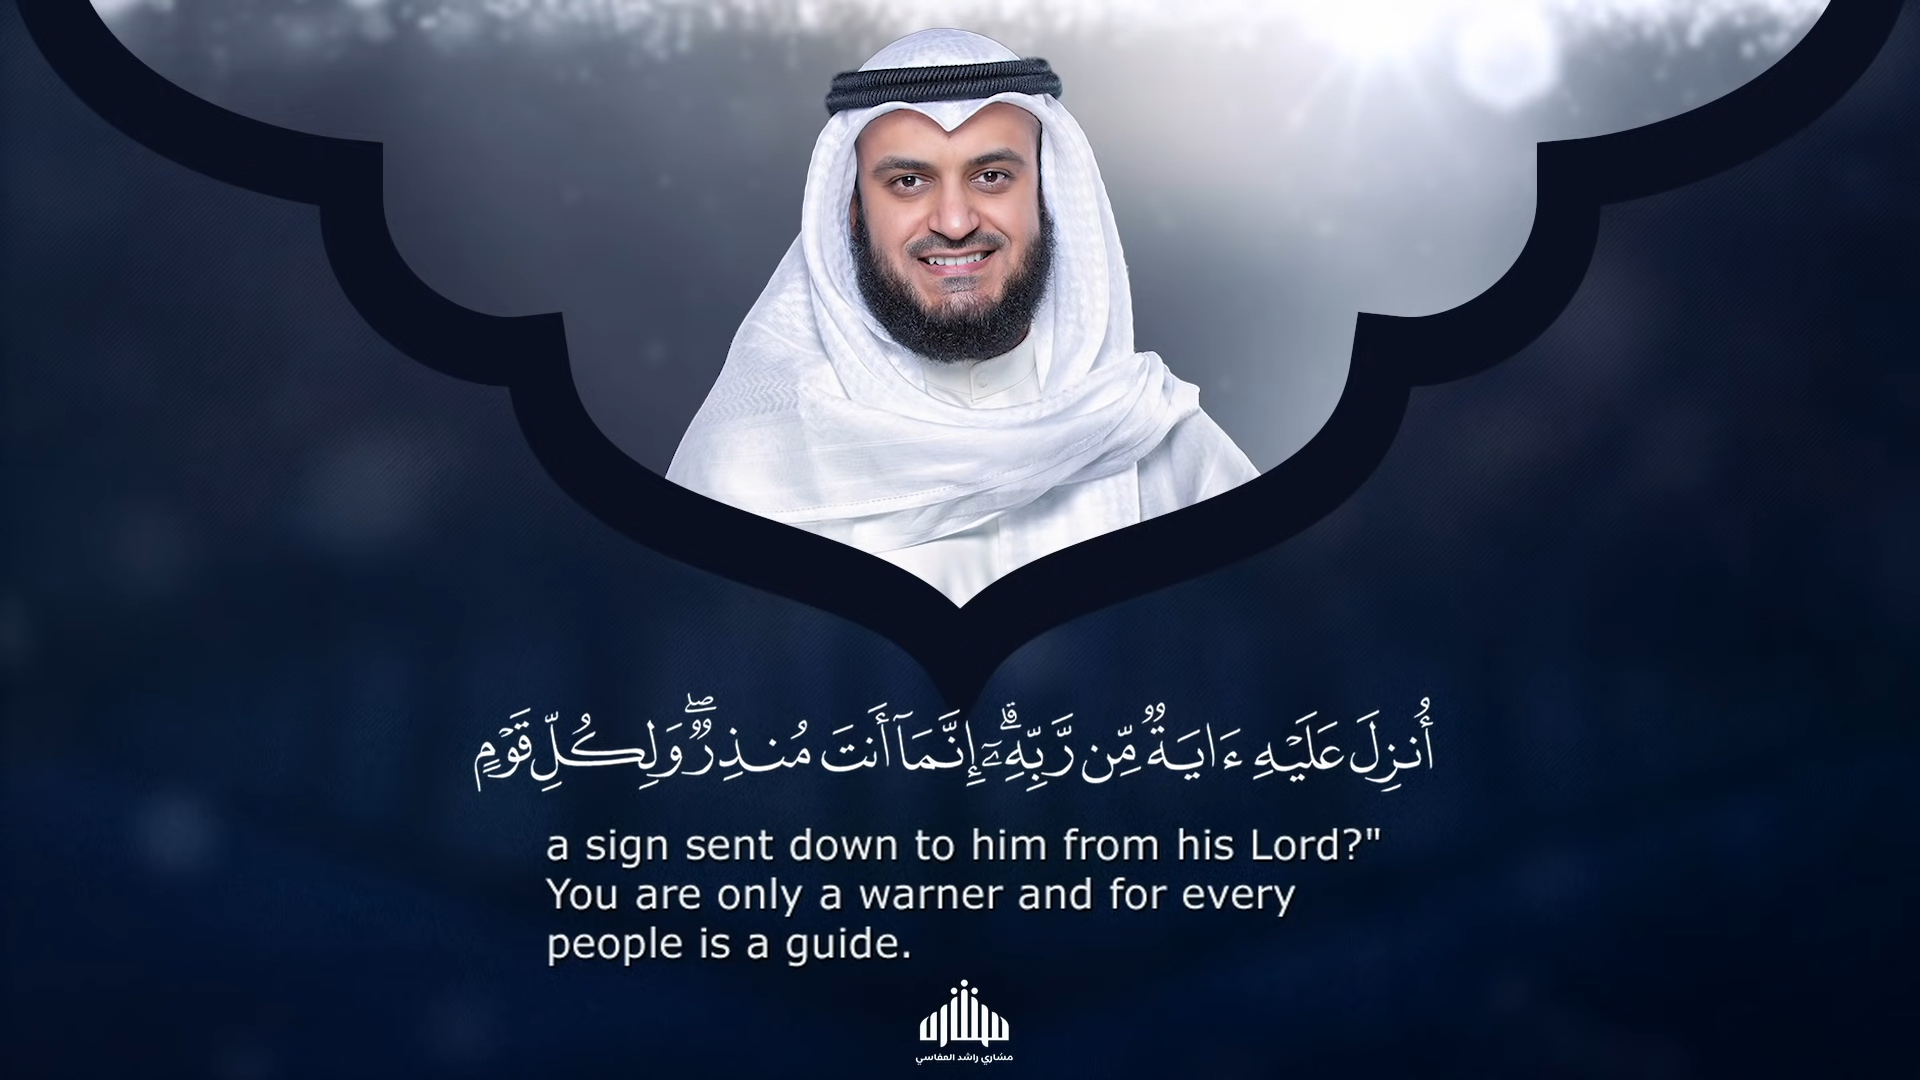 أُنزِلَ عَلَيْهِ ءَايَةٌ مِّن رَّبِّهِۦٓ ۗ إِنَّمَآ أَنتَ مُنذِرٌ ۖ وَلِكُلِّ قَوْمٍ
a sign sent down to him from his Lord?"
You are only a warner and for every
people is a guide.
مشاري راشد العفاسي